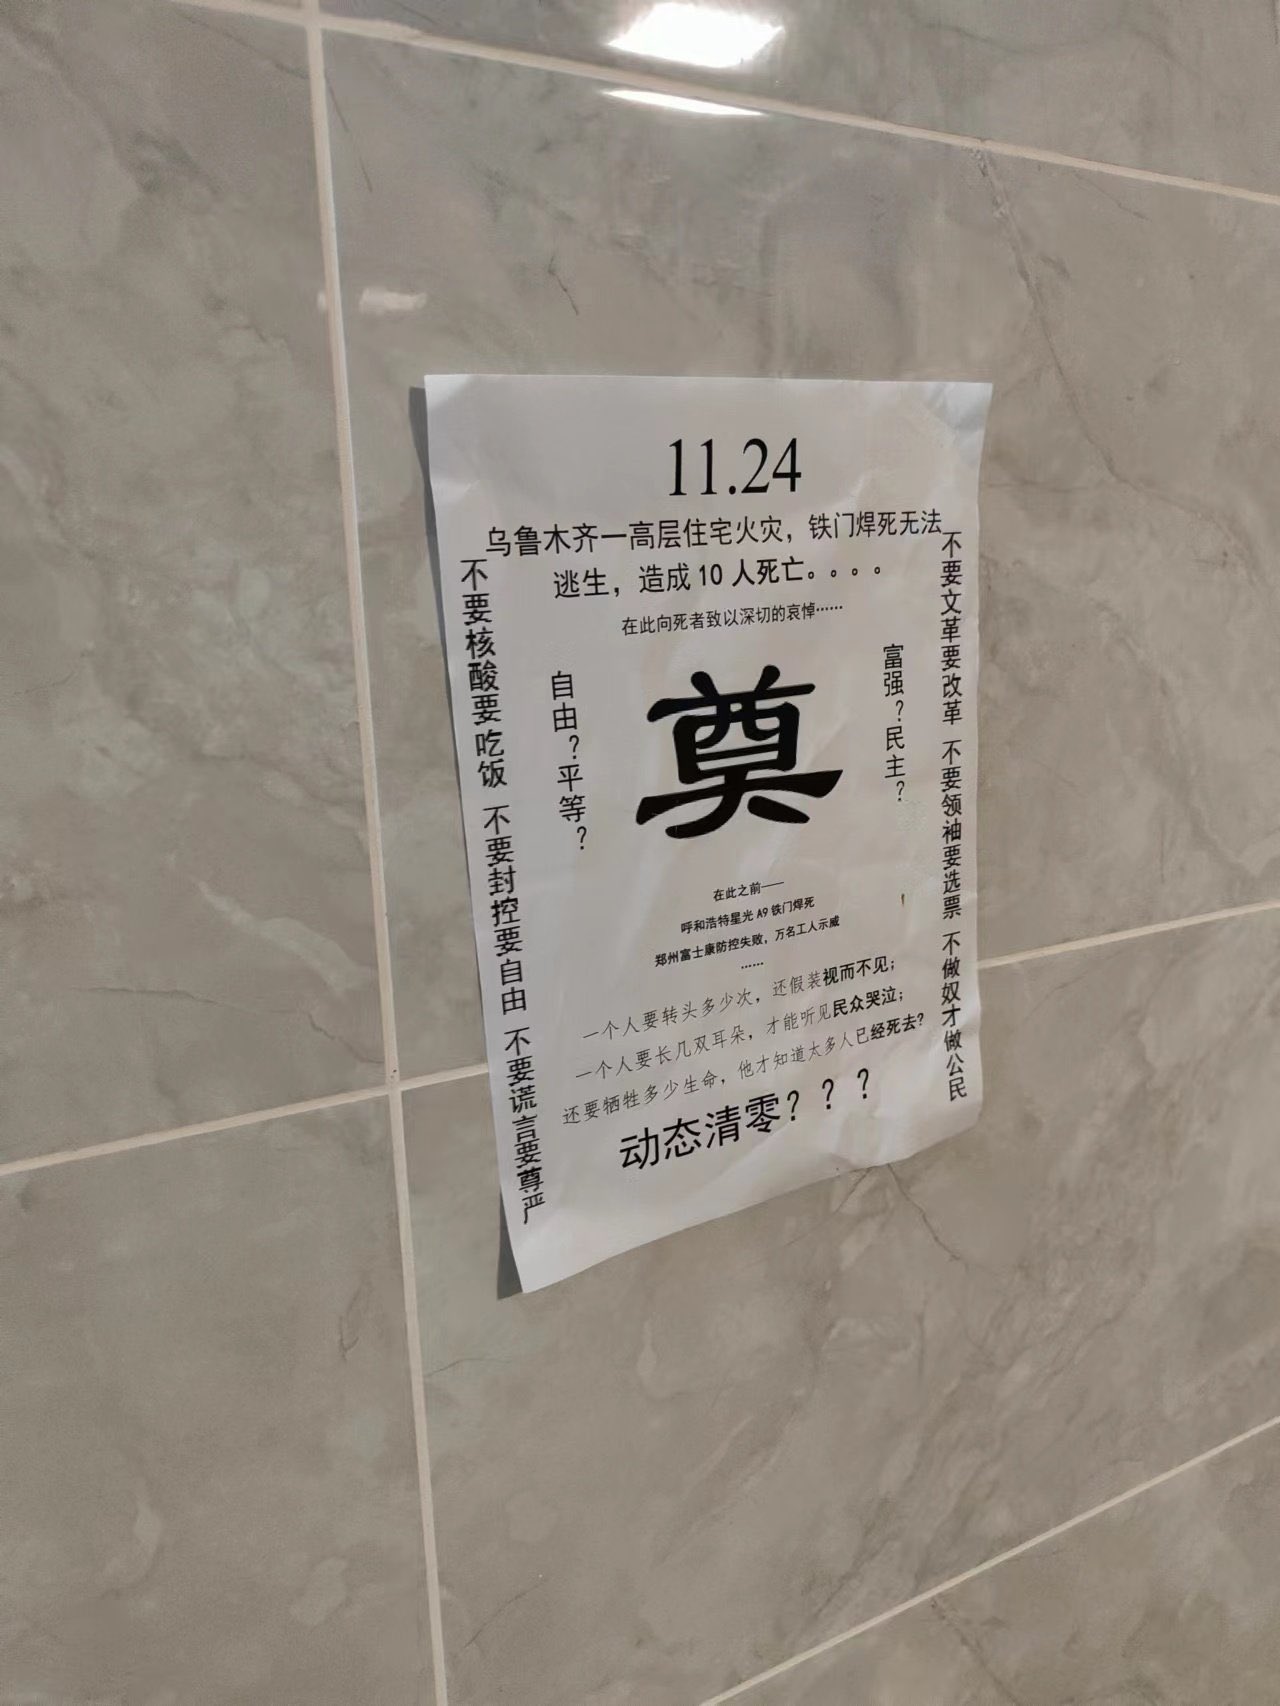 11.24
乌鲁木齐一高层住宅火灾，铁门焊死无法
逃生，造成10人死亡。。。。
在此向死者致以深切的哀悼……
不要核酸要吃饭 不要封控要自由 不要谎言要尊严
自由？平等？
奠
富强？民主？
不要文革要改革 不要领袖要选票 不做奴才做公民
在此之前——
呼和浩特星光A9铁门焊死
郑州富士康防控失败，万名工人示威
……
一个人要转头多少次，还假装视而不见；
一个人要长几双耳朵，才能听见民众哭泣；
还要牺牲多少生命，他才知道太多人已经死去？
动态清零？？？